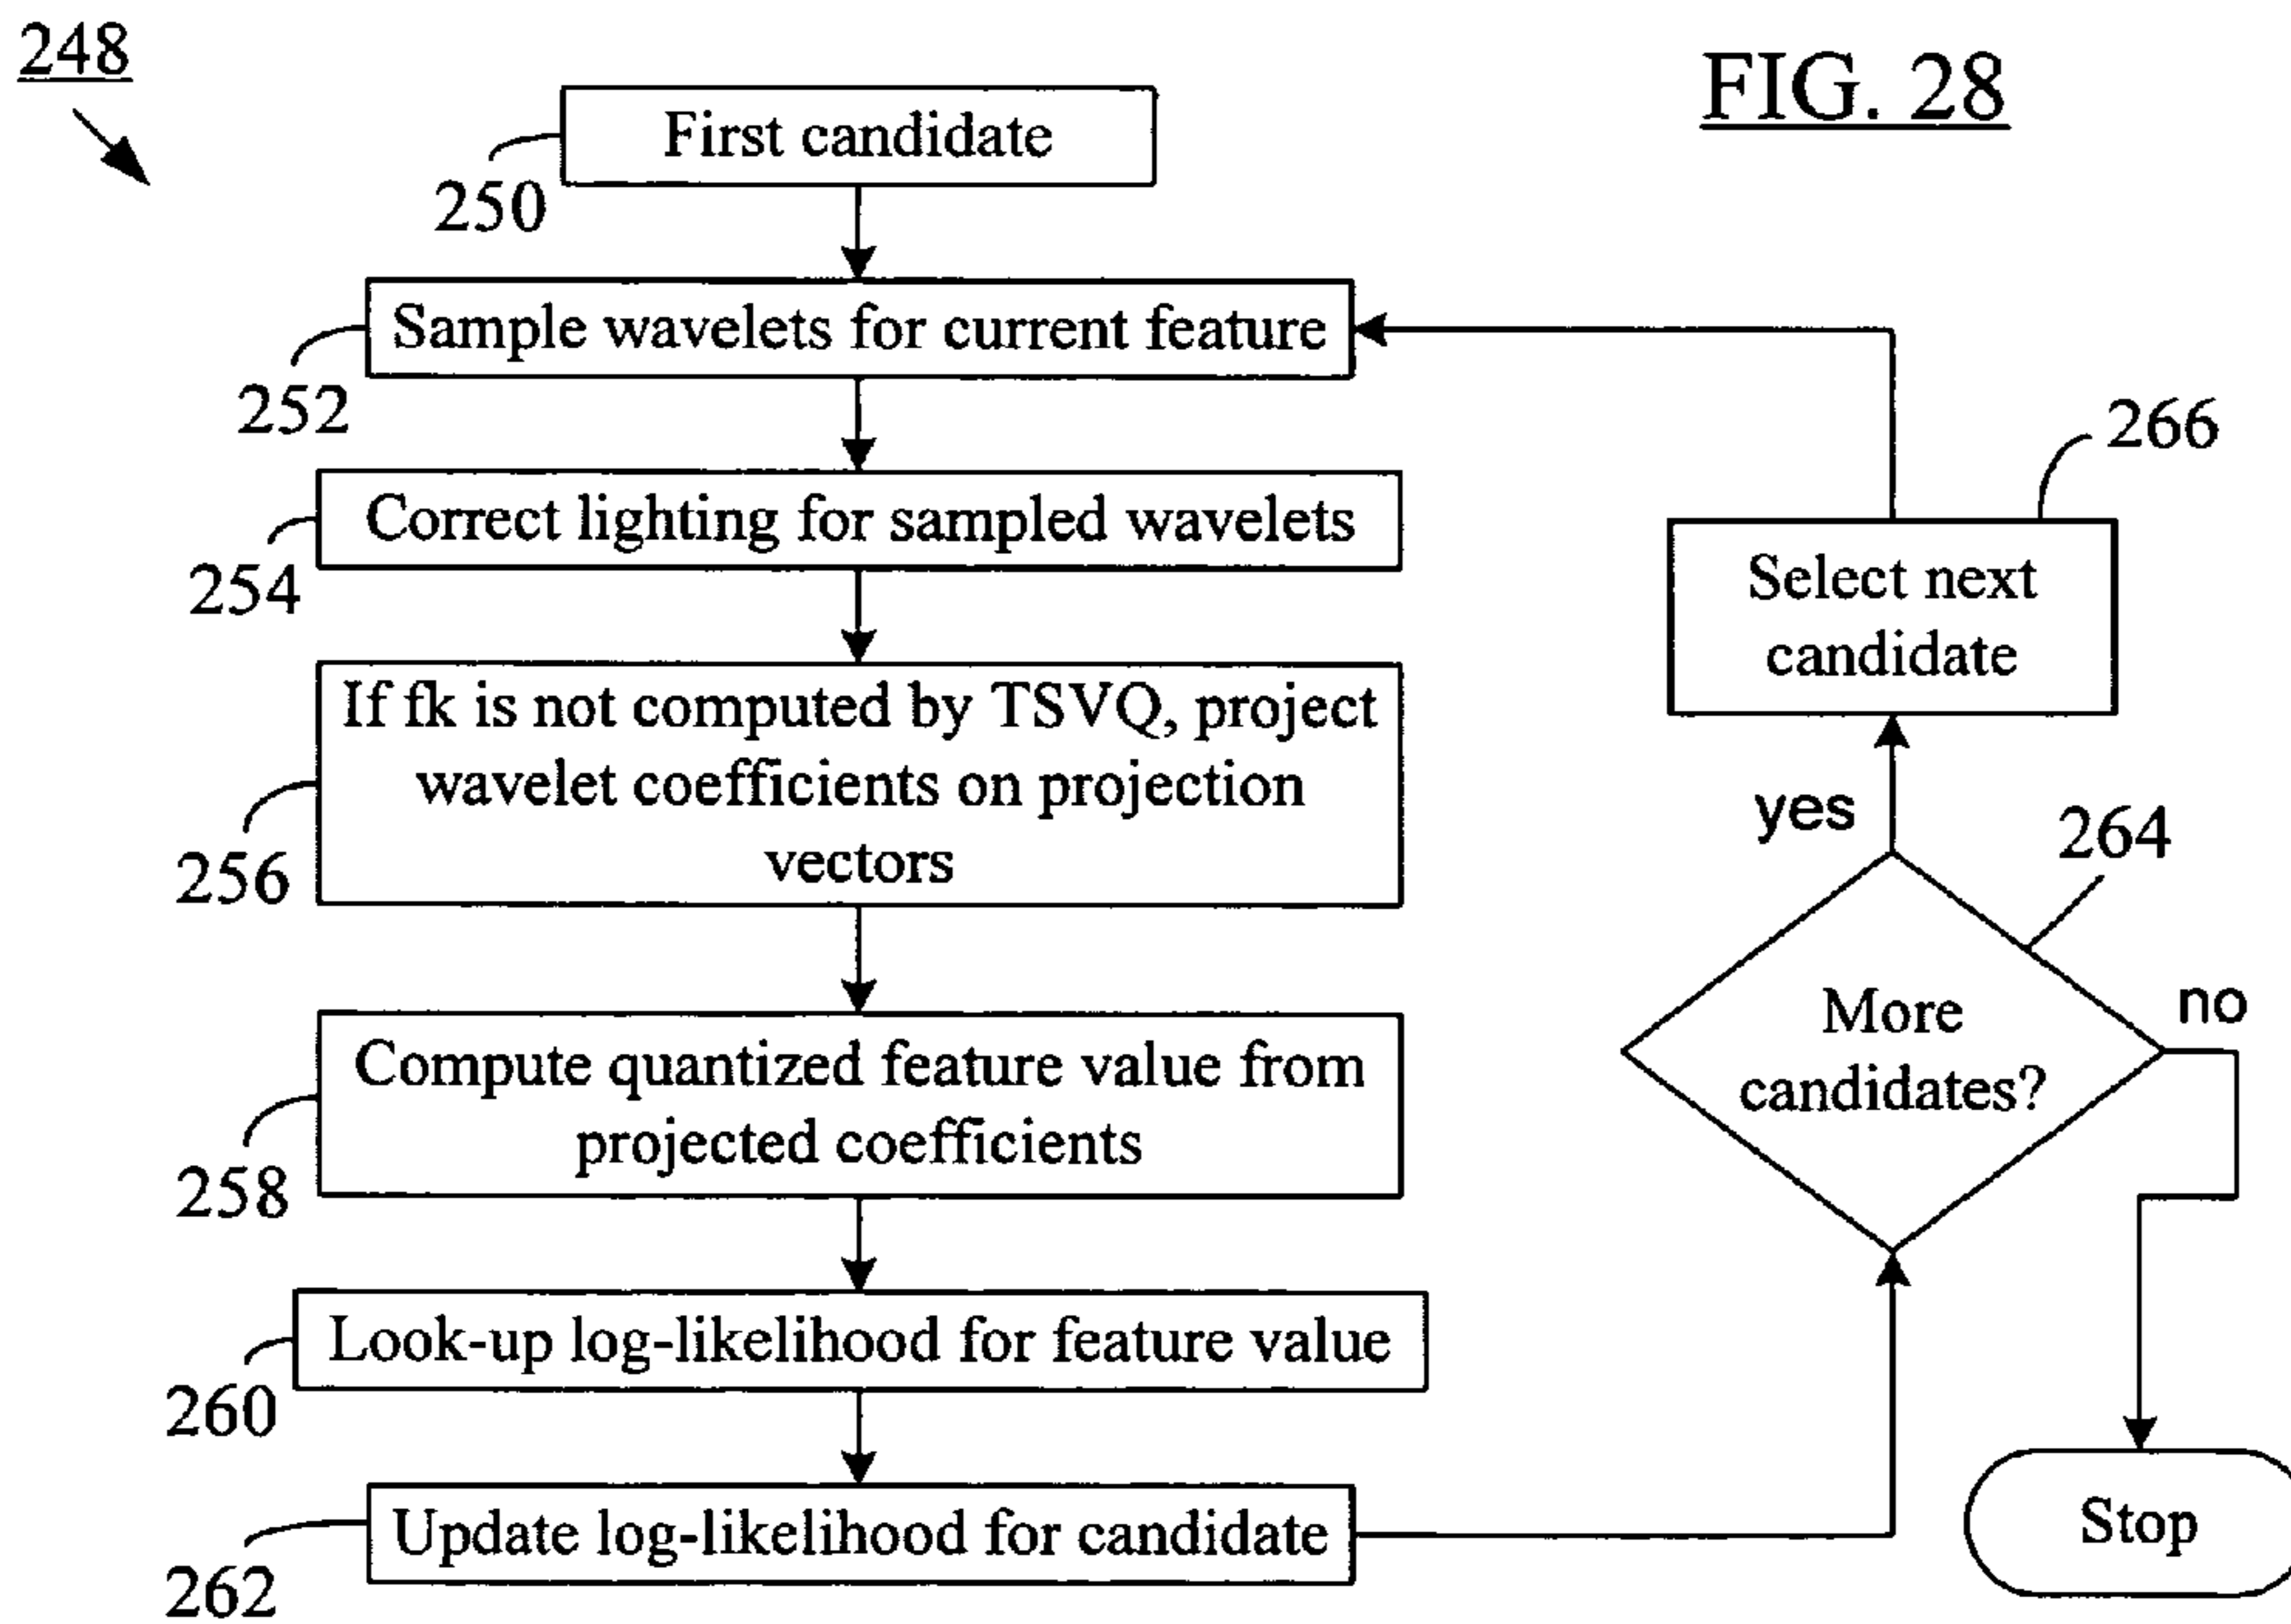 248
FIG. 28
First candidate
250
Sample wavelets for current feature
252
Correct lighting for sampled wavelets
254
If fk is not computed by TSVQ, project
wavelet coefficients on projection
vectors
256
Compute quantized feature value from
projected coefficients
258
Look-up log-likelihood for feature value
260
Update log-likelihood for candidate
262
266
Select next
candidate
yes
264
More
candidates?
no
Stop